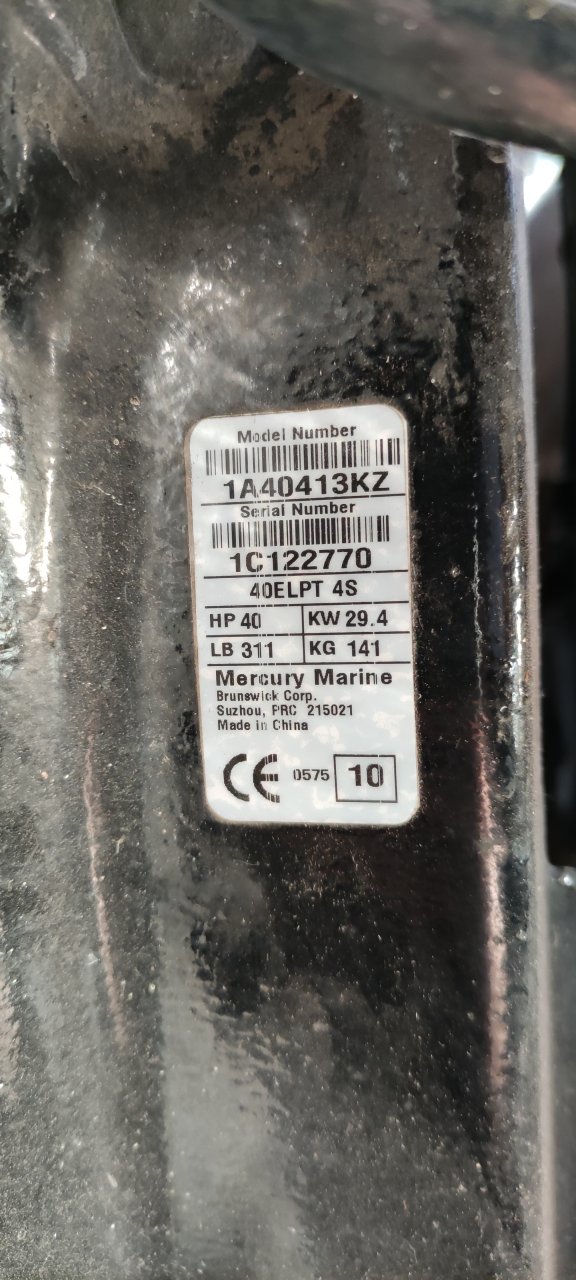 Model Number
1A40413KZ
Serial Number
1C122770
40ELPT 4S
HP 40 KW 29.4
LB 311 KG 141
Mercury Marine
Brunswick Corp.
Suzhou, PRC 215021
Made in China
CE 0575 10